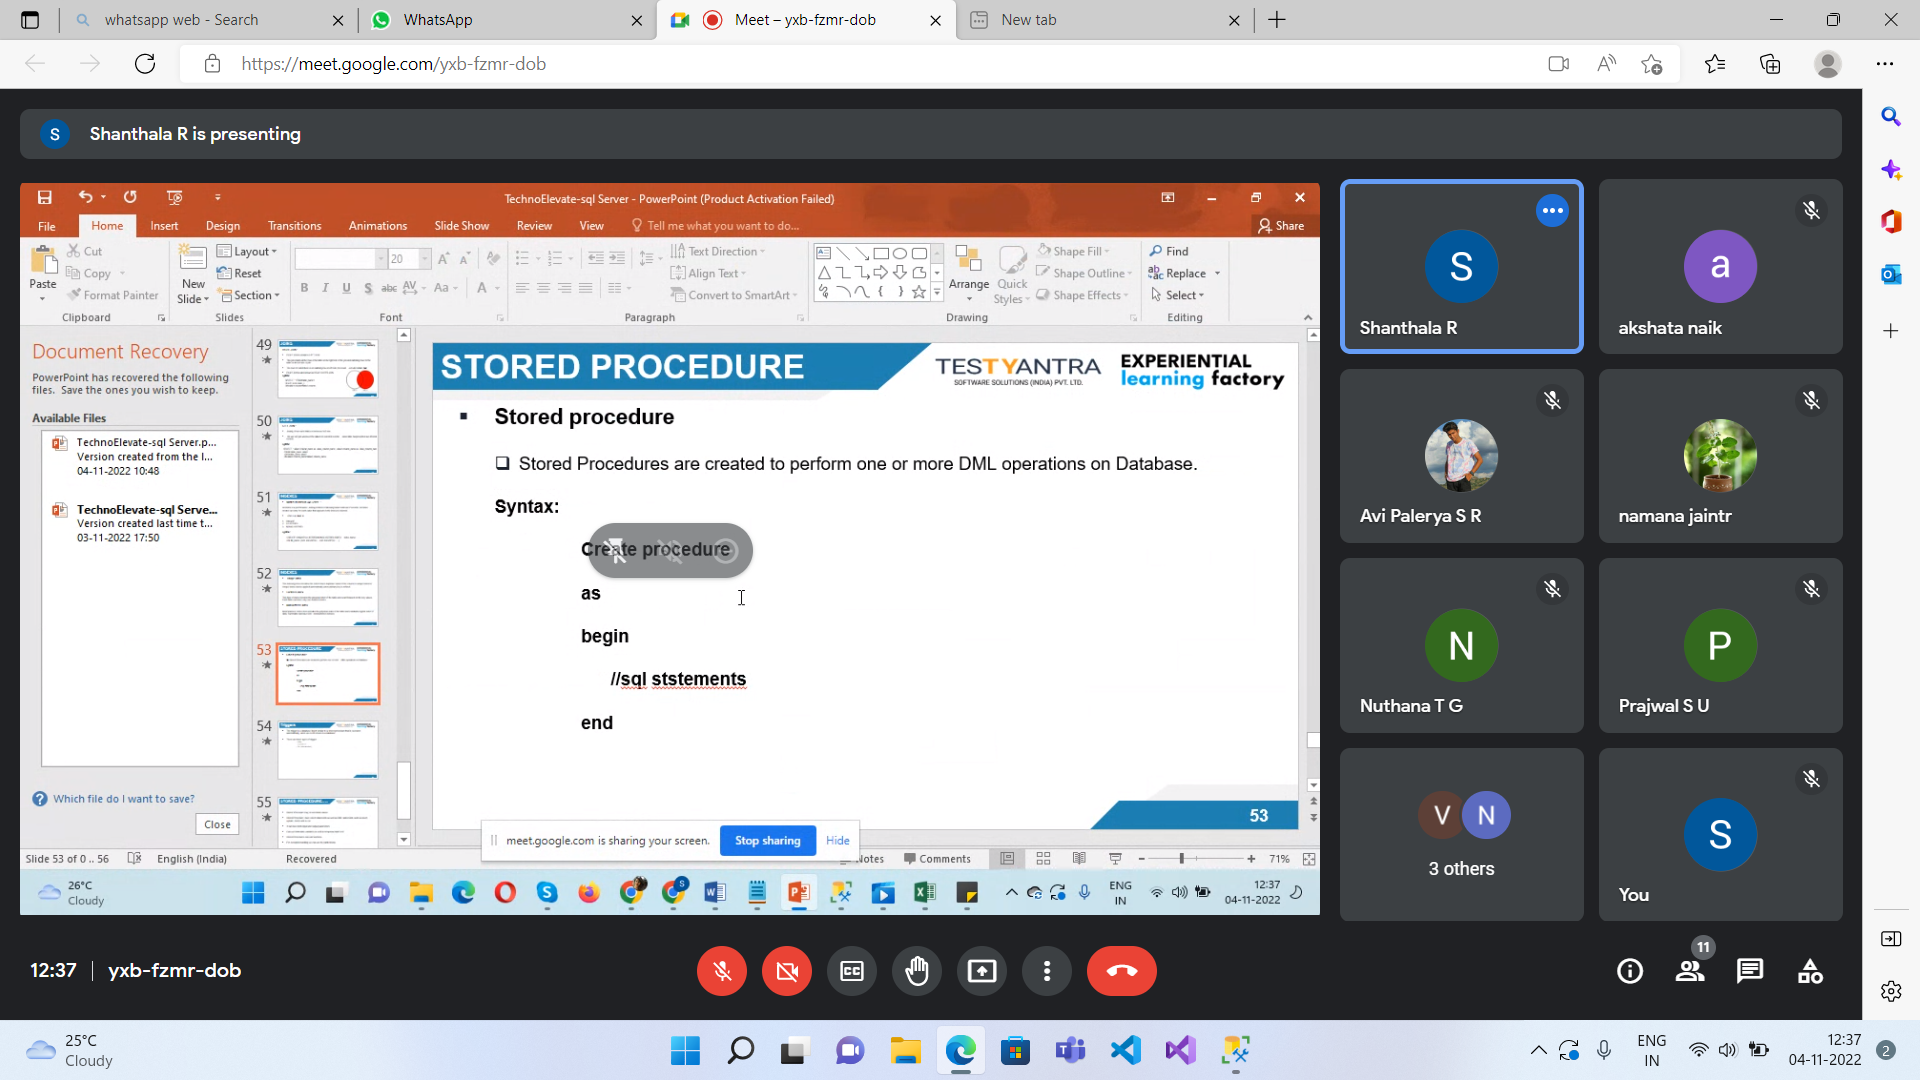 whatsapp web - Search
WhatsApp
Meet – yxb-fzmr-dob
New tab
https://meet.google.com/yxb-fzmr-dob
S
Shanthala R is presenting
TechnoElevate-sql Server - PowerPoint (Product Activation Failed)
File Home Insert Design Transitions Animations Slide Show Review View Tell me what you want to do... Share
Paste
Cut
Copy
Format Painter
Clipboard
New
Slide
Layout
Reset
Section
Slides
20
Font
Text Direction
Align Text
Convert to SmartArt
Paragraph
Arrange
Quick
Styles
Shape Fill
Shape Outline
Shape Effects
Drawing
Find
Replace
Select
Editing
Document Recovery
PowerPoint has recovered the following
files. Save the ones you wish to keep.
Available Files
TechnoElevate-sql Server.p...
Version created from the l...
04-11-2022 10:48
TechnoElevate-sql Serve...
Version created last time t...
03-11-2022 17:50
Which file do I want to save?
Close
49
50
51
52
53
54
55
STORED PROCEDURE
TESTYANTRA
SOFTWARE SOLUTIONS (INDIA) PVT. LTD.
EXPERIENTIAL
learning factory
Stored procedure
Stored Procedures are created to perform one or more DML operations on Database.
Syntax:
Create procedure
as
begin
//sql ststements
end
53
meet.google.com is sharing your screen. Stop sharing Hide
Slide 53 of 0 .. 56 English (India) Recovered Comments 71%
26°C
Cloudy
ENG
IN
12:37
04-11-2022
S
Shanthala R
a
akshata naik
Avi Palerya S R
namana jaintr
N
Nuthana T G
P
Prajwal S U
V N
3 others
S
You
12:37 yxb-fzmr-dob
11
25°C
Cloudy
ENG
IN
12:37
04-11-2022
2